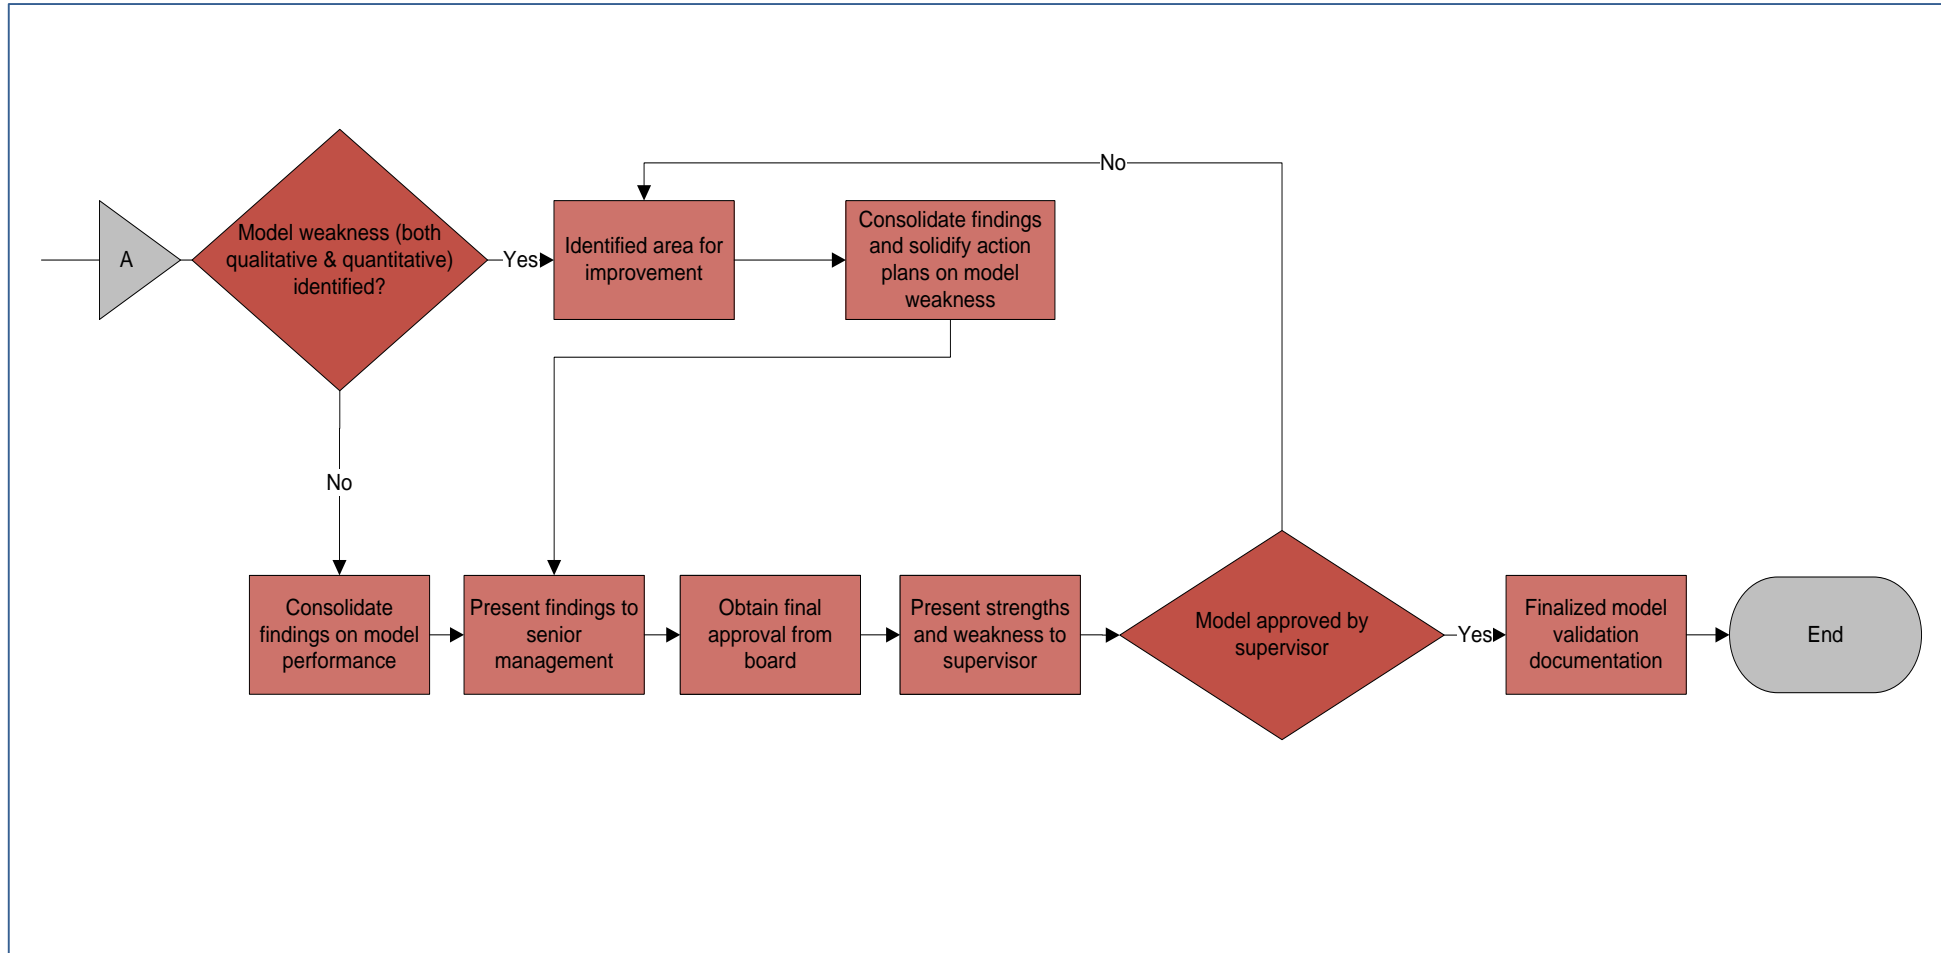 No
A
Model weakness (both
qualitative & quantitative)
identified?
Yes
Identified area for
improvement
Consolidate findings
and solidify action
plans on model
weakness
No
Consolidate
findings on model
performance
Present findings to
senior
management
Obtain final
approval from
board
Present strengths
and weakness to
supervisor
Model approved by
supervisor
Yes
Finalized model
validation
documentation
End